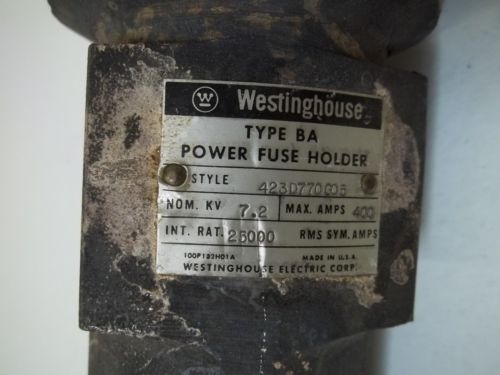 W Westinghouse
TYPE BA
POWER FUSE HOLDER
STYLE 423D770G05
NOM. KV 7.2 MAX. AMPS 400
INT. RAT. 25000 RMS SYM. AMPS
100P132H01A MADE IN U.S.A.
WESTINGHOUSE ELECTRIC CORP.